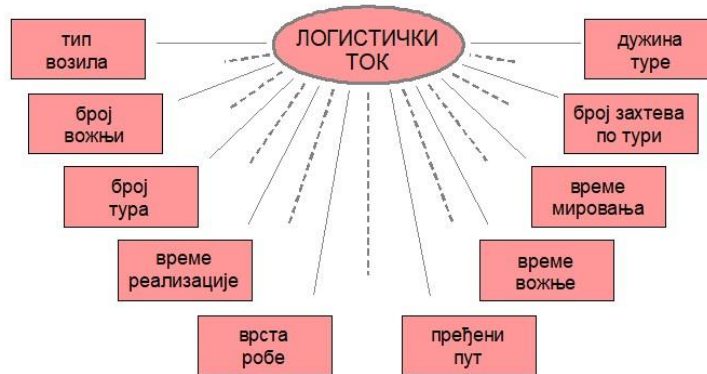 ЛОГИСТИЧКИ
ТОК
тип
возила
дужина
туре
број
вожњи
број захтева
по тури
број
тура
време
мировања
време
реализације
време
вожње
врста
робе
пређени
пут